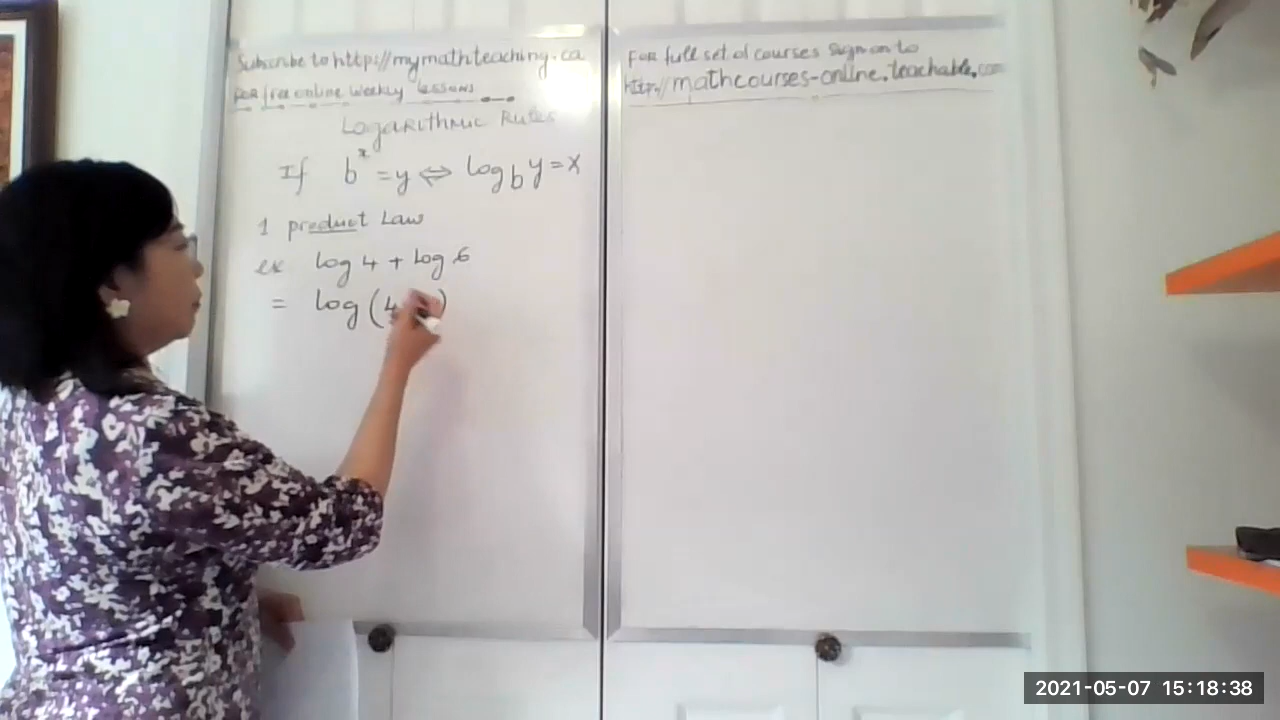 Subscribe to http://mymathteaching.ca
for free online weekly lessons
Logarithmic Rules
If b^x = y ⇔ log_b y = x
1 product Law
ex log 4 + log 6
= log (4 )
For full set of courses sign on to
http://mathcourses-online.teachable.com
2021-05-07 15:18:38